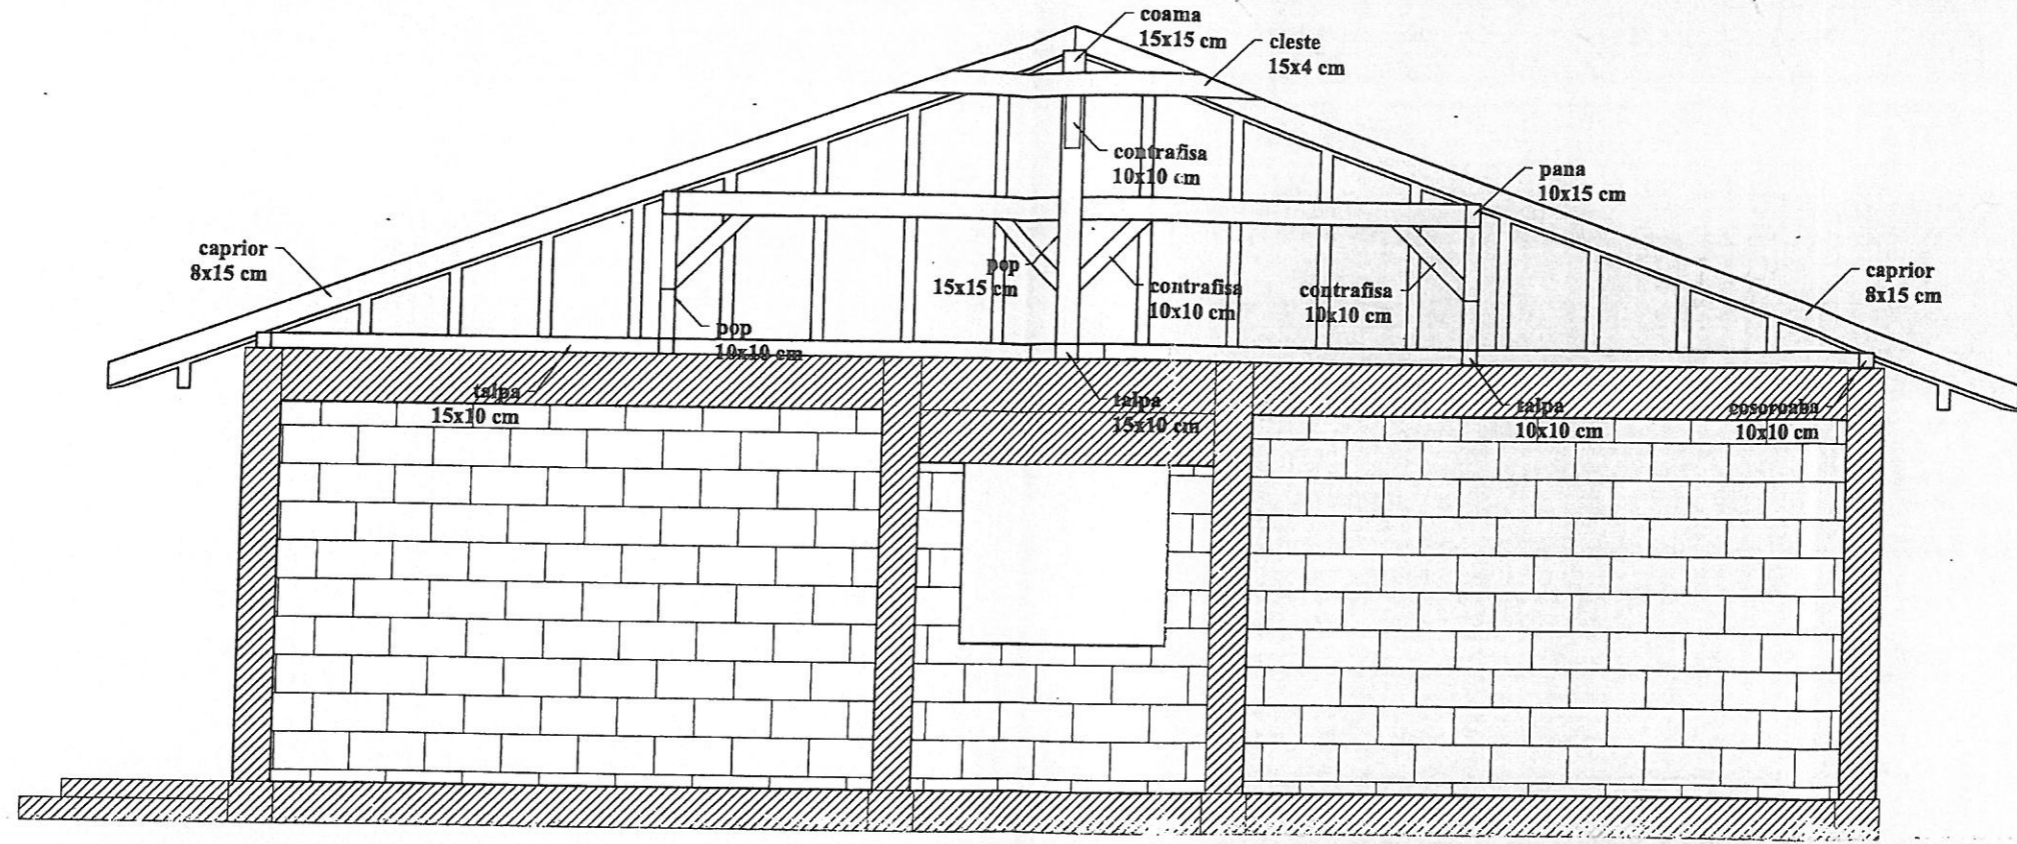 coama
15x15 cm
cleste
15x4 cm
contrafisa
10x10 cm
pana
10x15 cm
caprior
8x15 cm
pop
15x15 cm
contrafisa
10x10 cm
contrafisa
10x10 cm
caprior
8x15 cm
pop
10x10 cm
talpa
15x10 cm
talpa
15x10 cm
talpa
10x10 cm
cosoroaba
10x10 cm